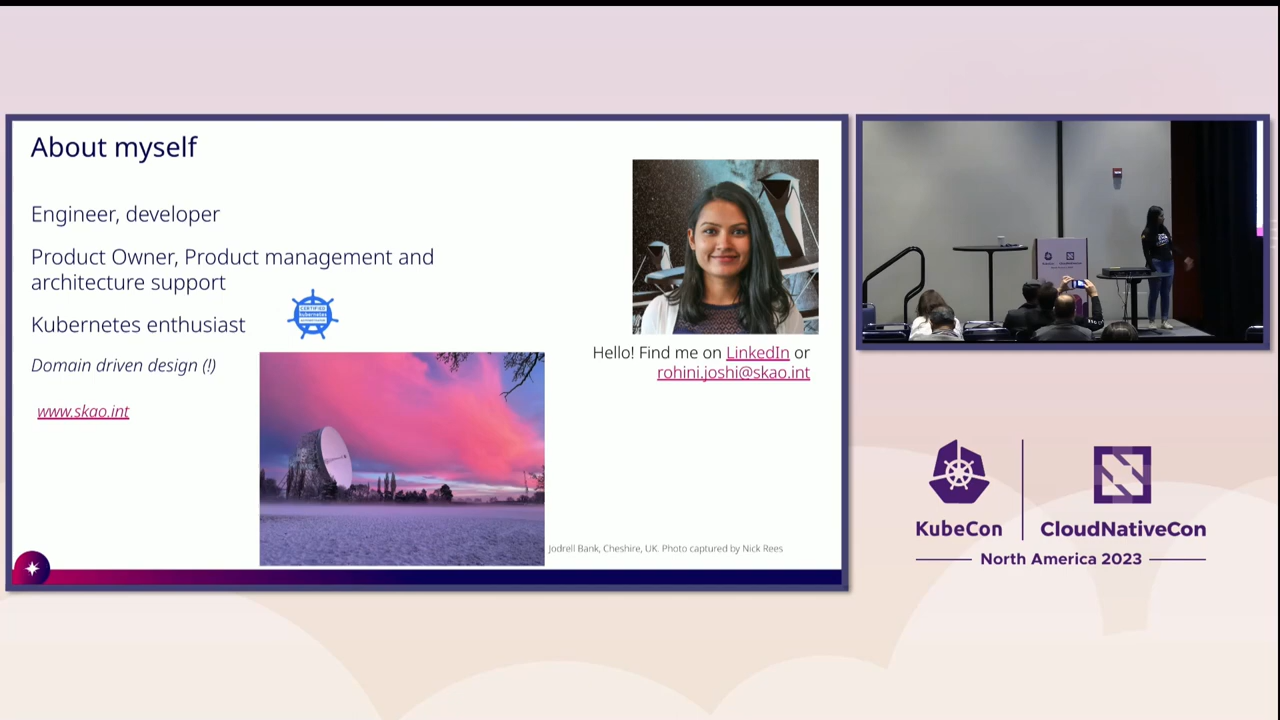 About myself
Engineer, developer
Product Owner, Product management and
architecture support
Kubernetes enthusiast
CERTIFIED
kubernetes
Domain driven design (!)
www.skao.int
Hello! Find me on LinkedIn or
rohini.joshi@skao.int
Jodrell Bank, Cheshire, UK. Photo captured by Nick Rees
KubeCon
CloudNativeCon
North America 2023